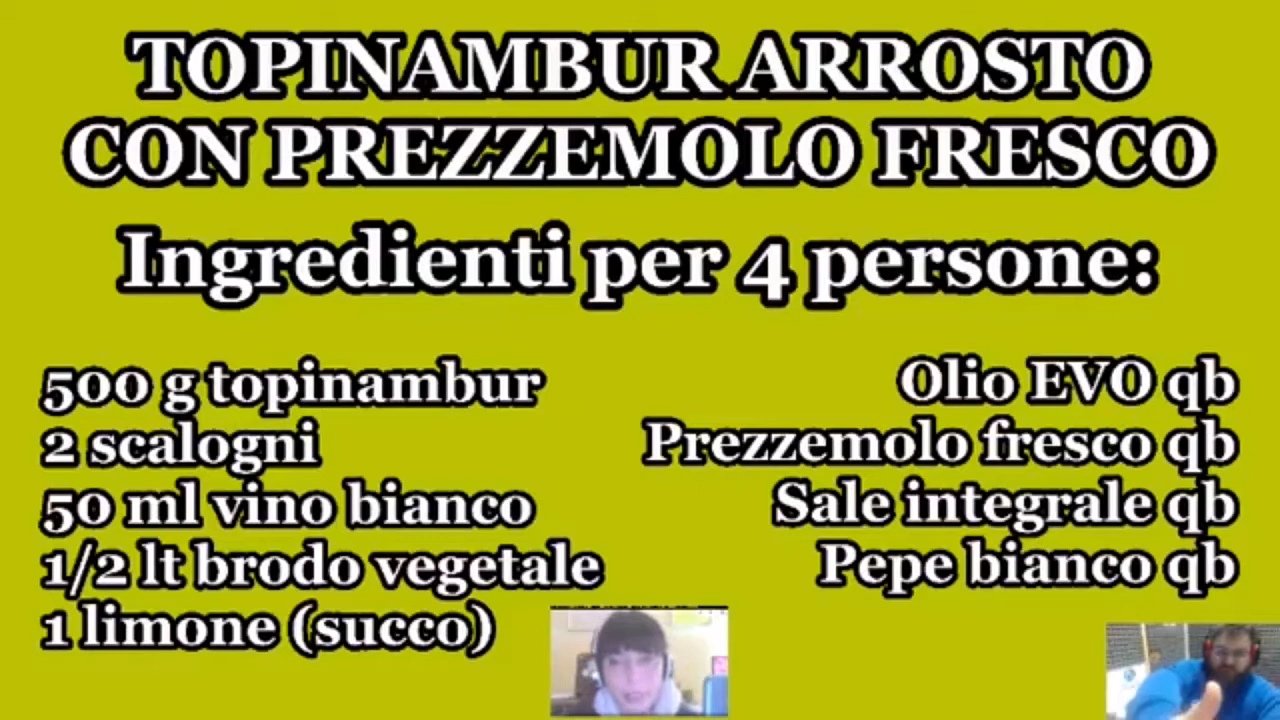 TOPINAMBUR ARROSTO
CON PREZZEMOLO FRESCO
Ingredienti per 4 persone:
500 g topinambur
2 scalogni
50 ml vino bianco
1/2 lt brodo vegetale
1 limone (succo)
Olio EVO qb
Prezzemolo fresco qb
Sale integrale qb
Pepe bianco qb